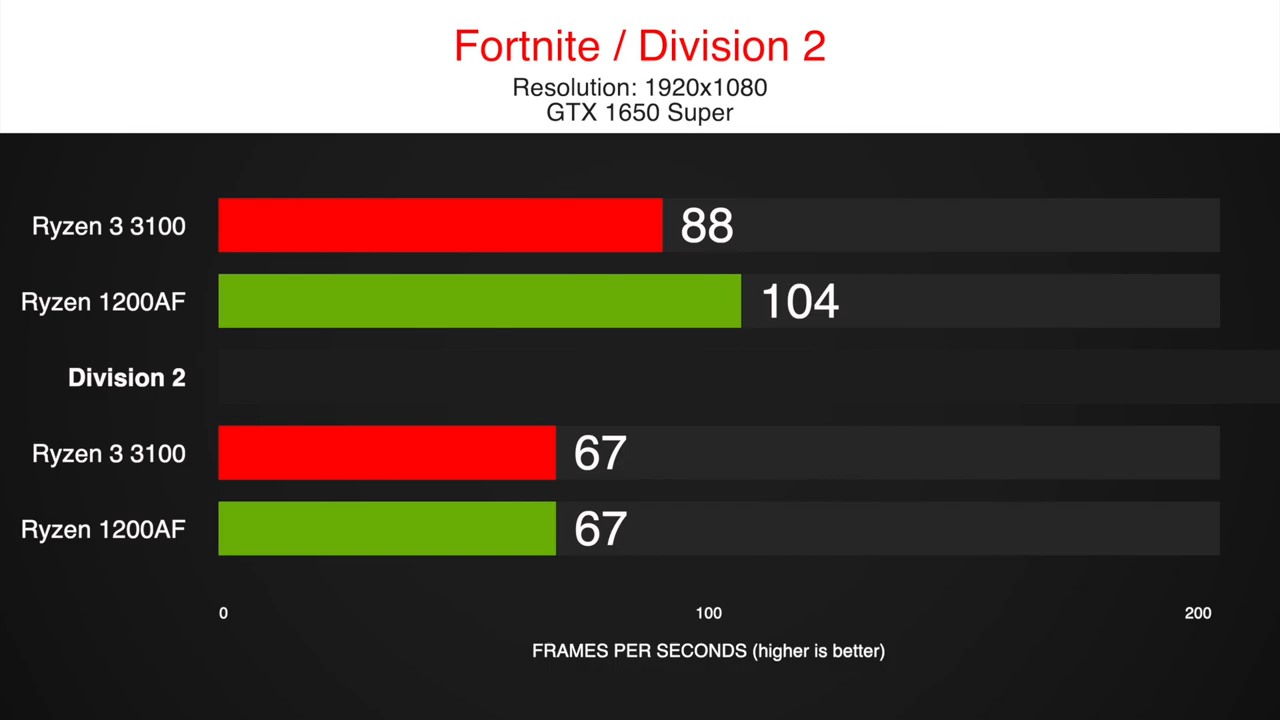 Fortnite / Division 2
Resolution: 1920x1080
GTX 1650 Super
Ryzen 3 3100 88
Ryzen 1200AF 104
Division 2
Ryzen 3 3100 67
Ryzen 1200AF 67
0 100 200
FRAMES PER SECONDS (higher is better)